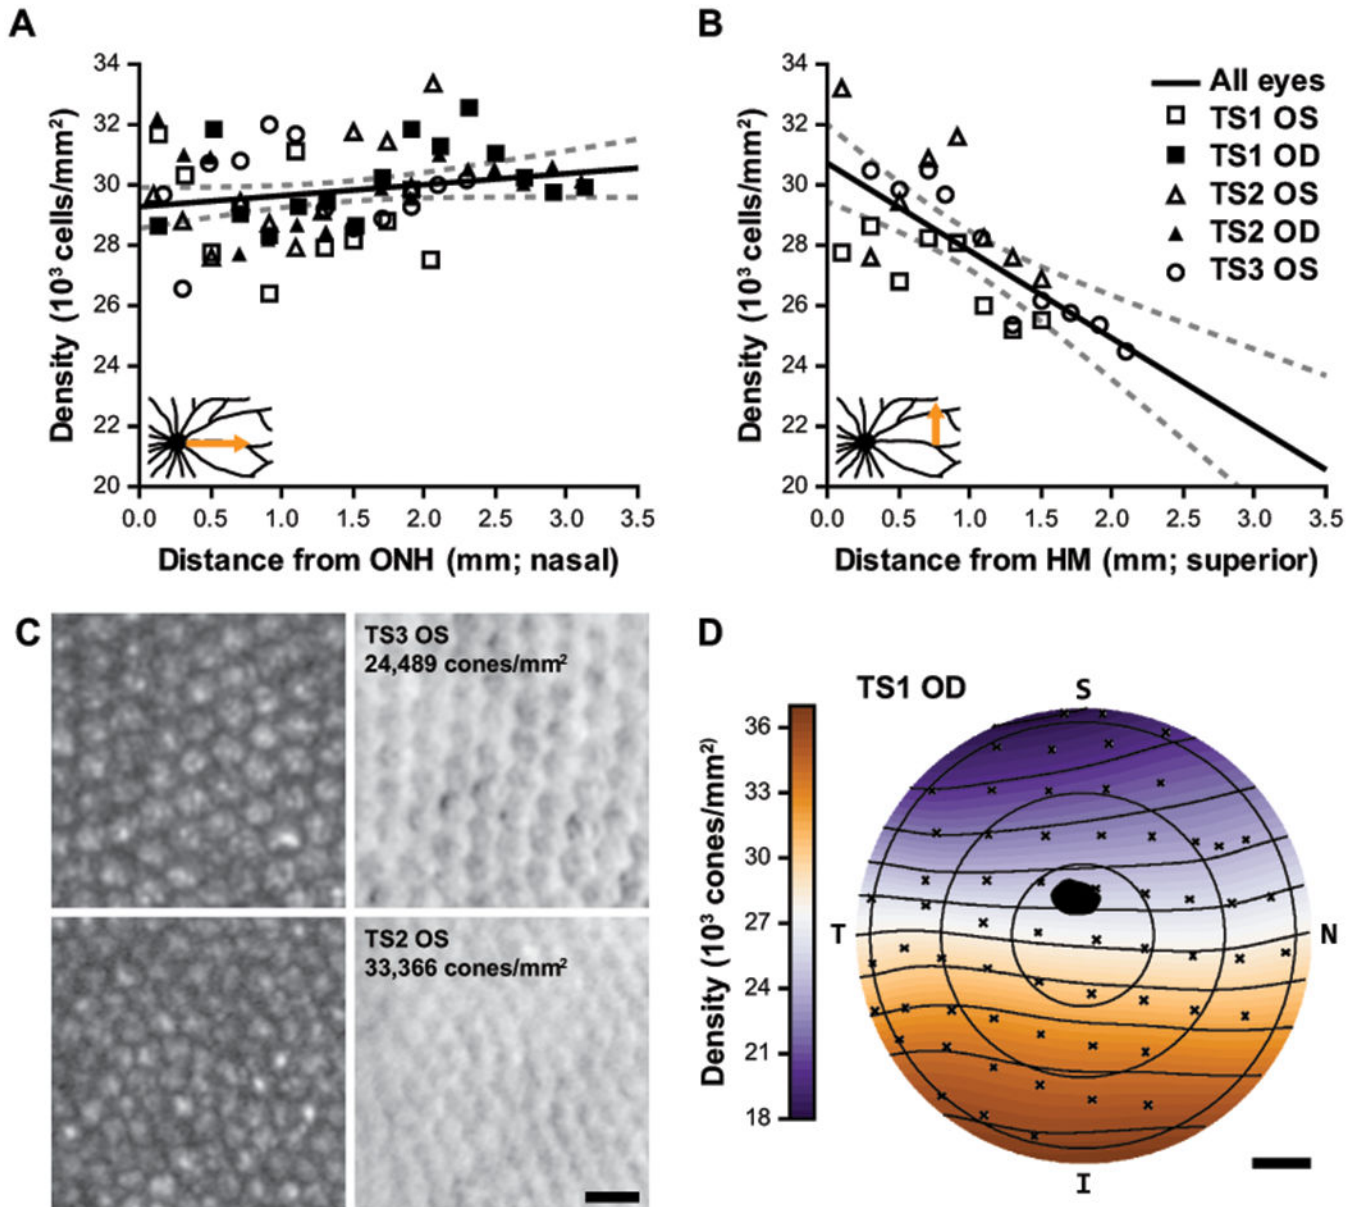 A
34
32
30
28
26
24
22
20
Density (10³ cells/mm²)
0.0 0.5 1.0 1.5 2.0 2.5 3.0 3.5
Distance from ONH (mm; nasal)
B
34
32
30
28
26
24
22
20
Density (10³ cells/mm²)
All eyes
TS1 OS
TS1 OD
TS2 OS
TS2 OD
TS3 OS
0.0 0.5 1.0 1.5 2.0 2.5 3.0 3.5
Distance from HM (mm; superior)
C
TS3 OS
24,489 cones/mm²
TS2 OS
33,366 cones/mm²
D
TS1 OD
Density (10³ cones/mm²)
36
33
30
27
24
21
18
S
T
N
I